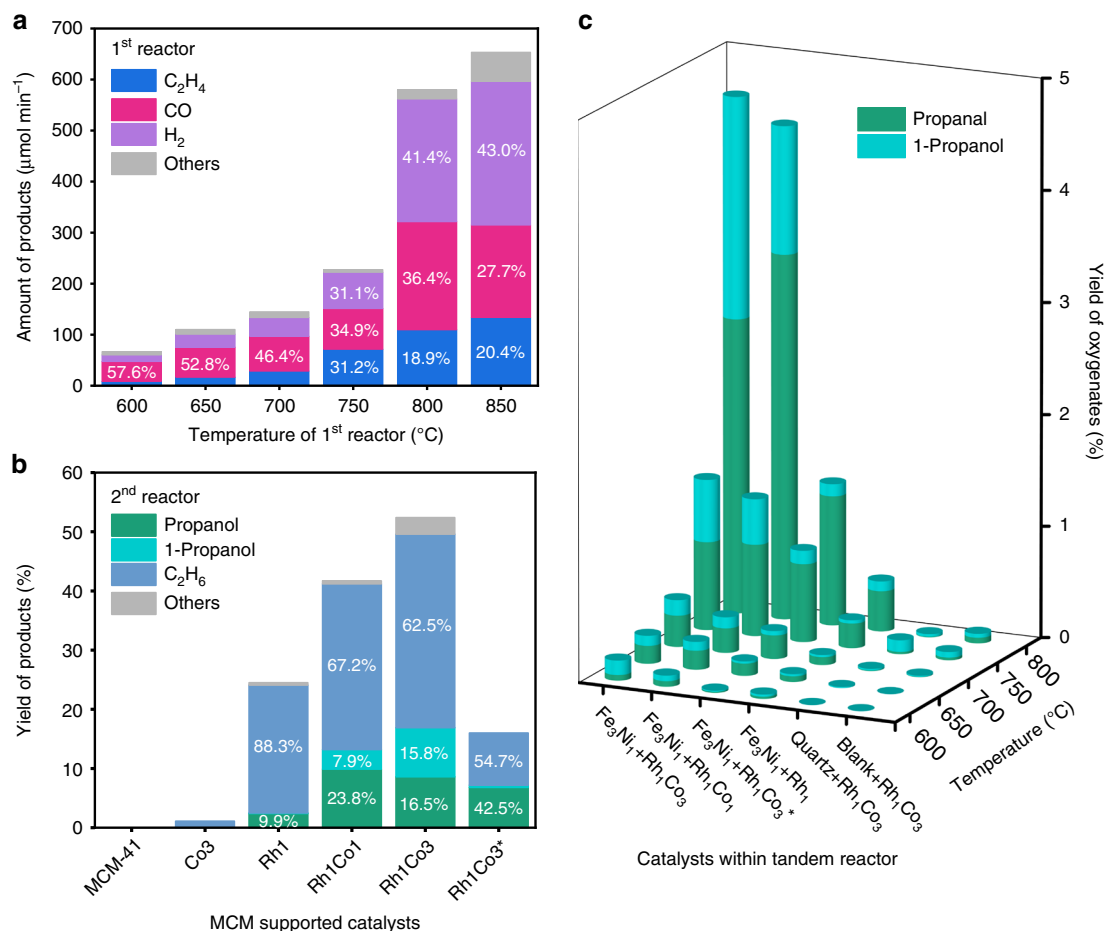 a
700
600
500
400
300
200
100
0
Amount of products (μmol min⁻¹)
1st reactor
C₂H₄
CO
H₂
Others
57.6%
52.8%
46.4%
31.1%
34.9%
31.2%
41.4%
36.4%
18.9%
43.0%
27.7%
20.4%
600 650 700 750 800 850
Temperature of 1st reactor (°C)
b
60
50
40
30
20
10
0
Yield of products (%)
2nd reactor
Propanol
1-Propanol
C₂H₆
Others
88.3%
9.9%
67.2%
7.9%
23.8%
62.5%
15.8%
16.5%
54.7%
42.5%
MCM-41
Co3
Rh1
Rh1Co1
Rh1Co3
Rh1Co3*
MCM supported catalysts
c
Propanal
1-Propanol
5
4
3
2
1
0
Yield of oxygenates (%)
800
750
700
650
600
Temperature (°C)
Fe₃Ni₁+Rh₁Co₃
Fe₃Ni₁+Rh₁Co₁
Fe₃Ni₁+Rh₁Co₃*
Fe₃Ni₁+Rh₁
Quartz+Rh₁Co₃
Blank+Rh₁Co₃
Catalysts within tandem reactor